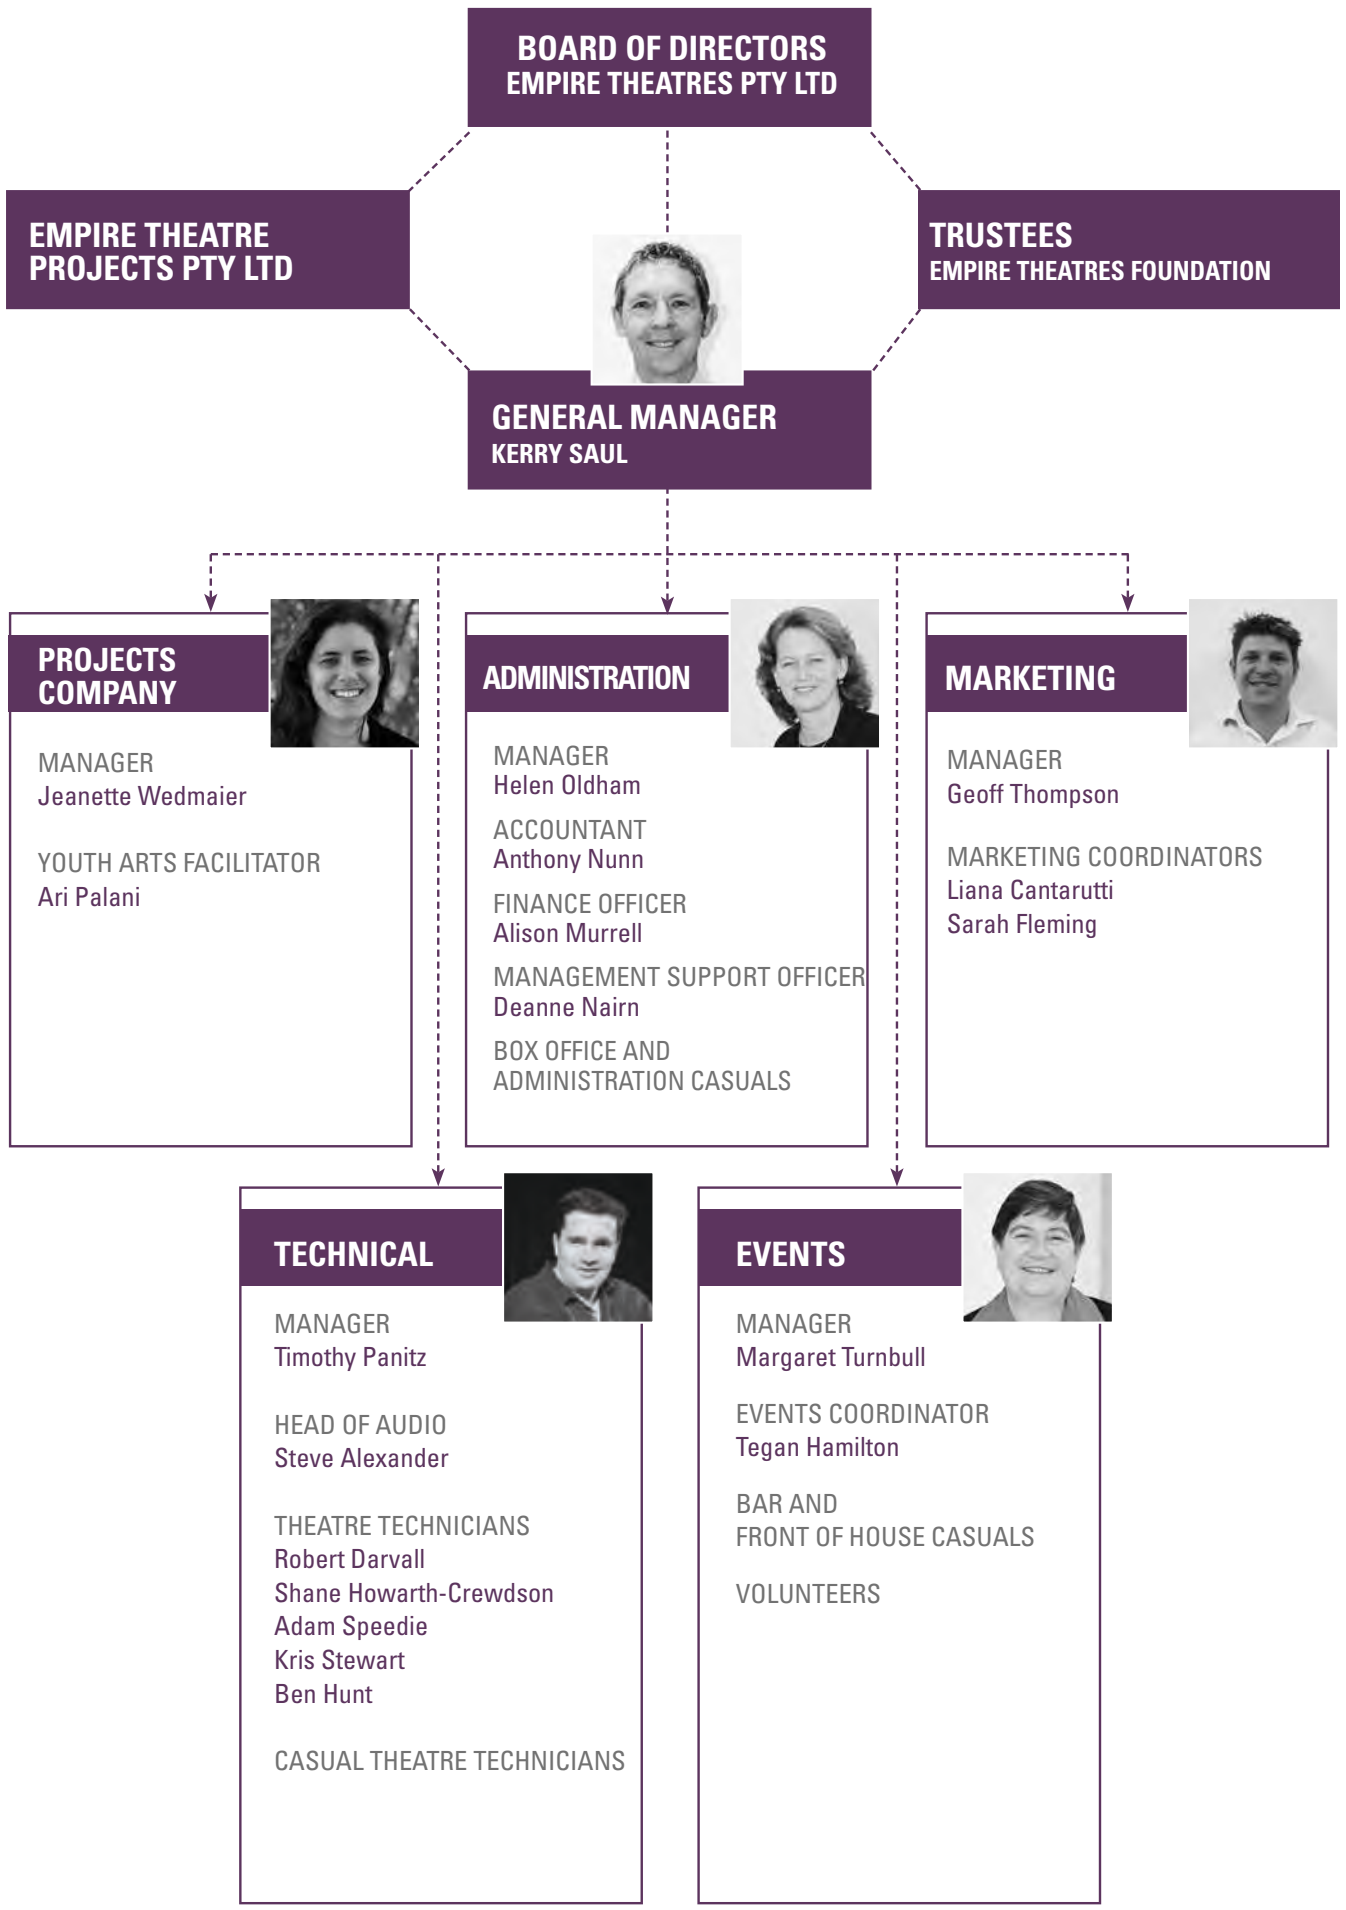 BOARD OF DIRECTORS
EMPIRE THEATRES PTY LTD
EMPIRE THEATRE
PROJECTS PTY LTD
TRUSTEES
EMPIRE THEATRES FOUNDATION
GENERAL MANAGER
KERRY SAUL
PROJECTS
COMPANY
MANAGER
Jeanette Wedmaier
YOUTH ARTS FACILITATOR
Ari Palani
ADMINISTRATION
MANAGER
Helen Oldham
ACCOUNTANT
Anthony Nunn
FINANCE OFFICER
Alison Murrell
MANAGEMENT SUPPORT OFFICER
Deanne Nairn
BOX OFFICE AND
ADMINISTRATION CASUALS
MARKETING
MANAGER
Geoff Thompson
MARKETING COORDINATORS
Liana Cantarutti
Sarah Fleming
TECHNICAL
MANAGER
Timothy Panitz
HEAD OF AUDIO
Steve Alexander
THEATRE TECHNICIANS
Robert Darvall
Shane Howarth-Crewdson
Adam Speedie
Kris Stewart
Ben Hunt
CASUAL THEATRE TECHNICIANS
EVENTS
MANAGER
Margaret Turnbull
EVENTS COORDINATOR
Tegan Hamilton
BAR AND
FRONT OF HOUSE CASUALS
VOLUNTEERS